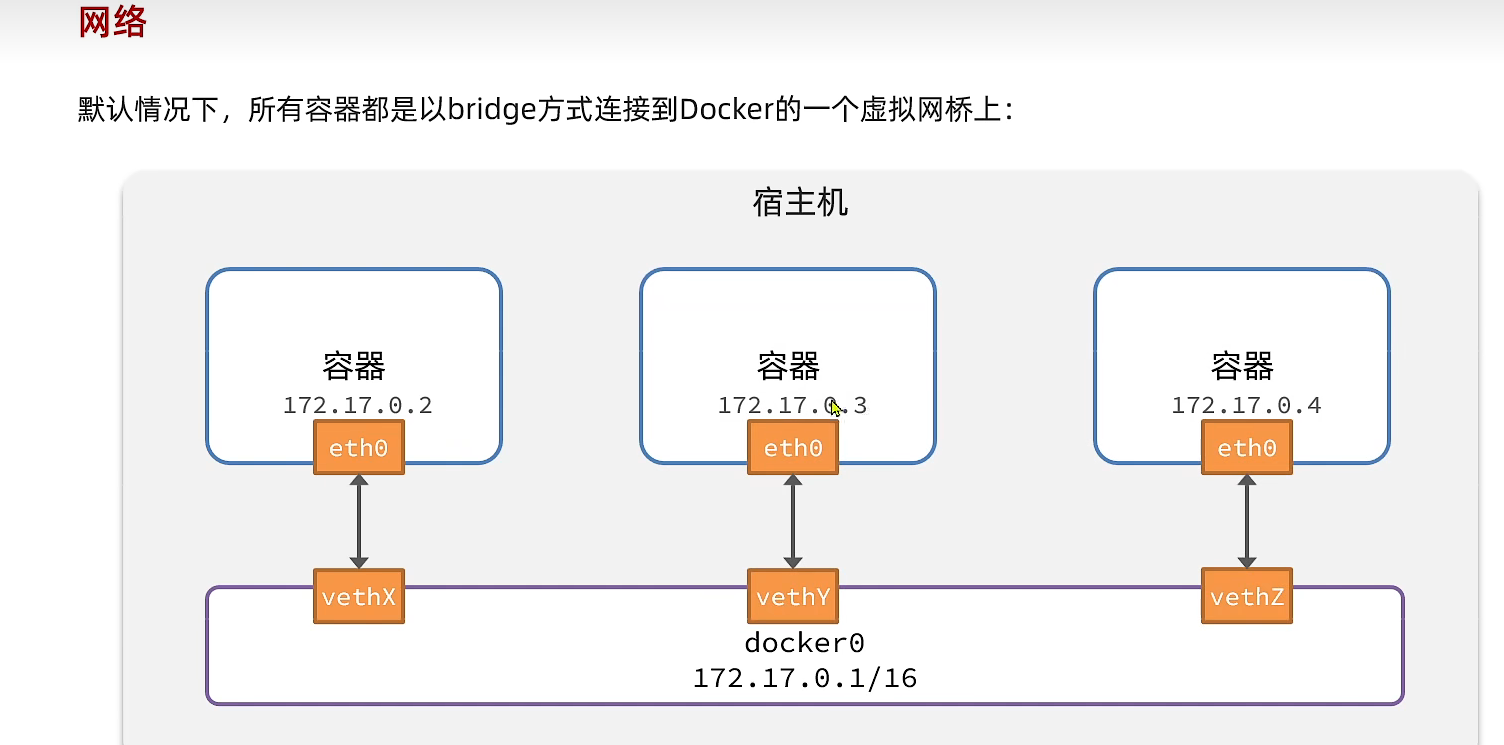 网络
默认情况下，所有容器都是以bridge方式连接到Docker的一个虚拟网桥上：
宿主机
容器 容器 容器
172.17.0.2 172.17.0.3 172.17.0.4
eth0 eth0 eth0
vethX vethY vethZ
docker0
172.17.0.1/16